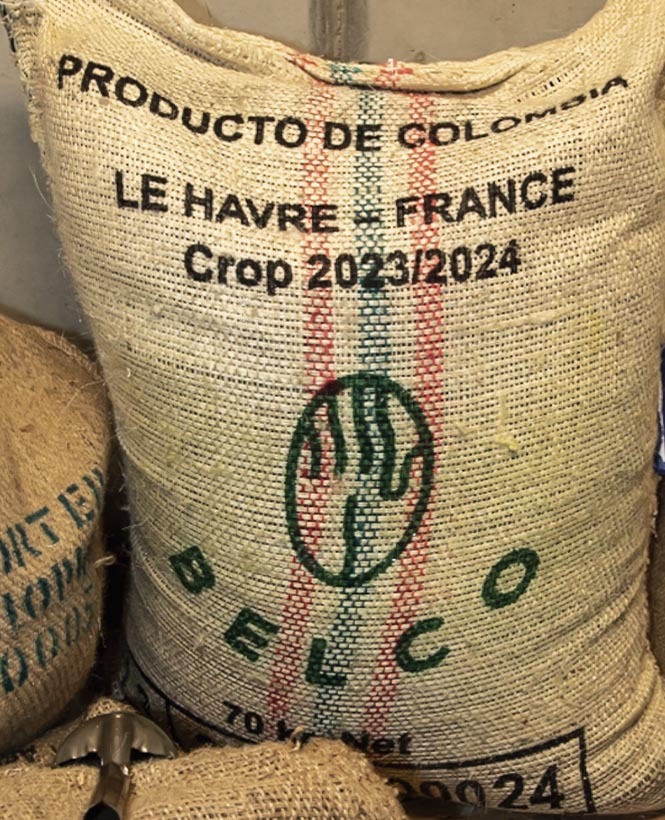 PRODUCTO DE COLOMBIA
LE HAVRE – FRANCE
Crop 2023/2024
BELCO
70 kg Net